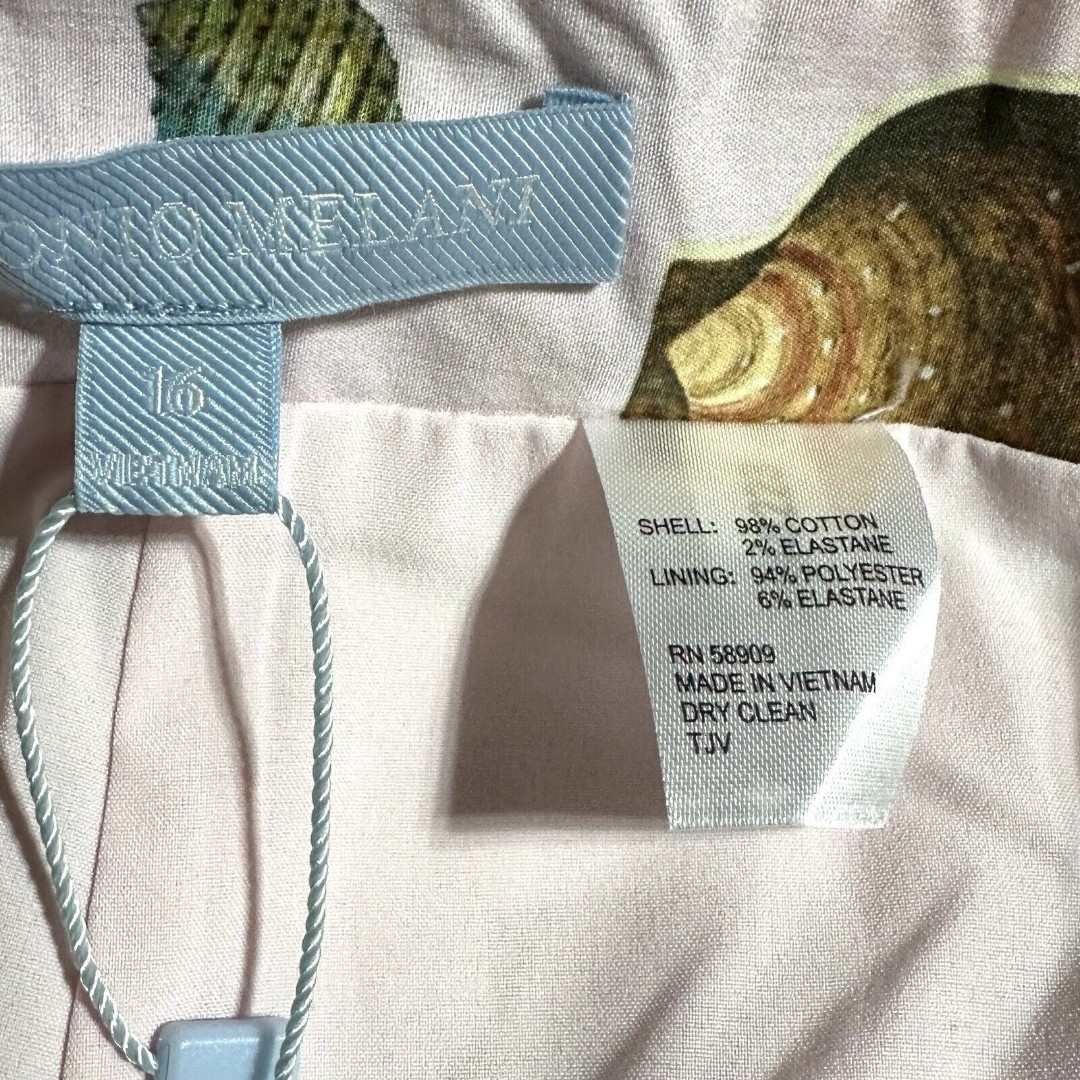 ONIO MELANI
16
VIETNAM
SHELL: 98% COTTON
2% ELASTANE
LINING: 94% POLYESTER
6% ELASTANE
RN 58909
MADE IN VIETNAM
DRY CLEAN
TJV